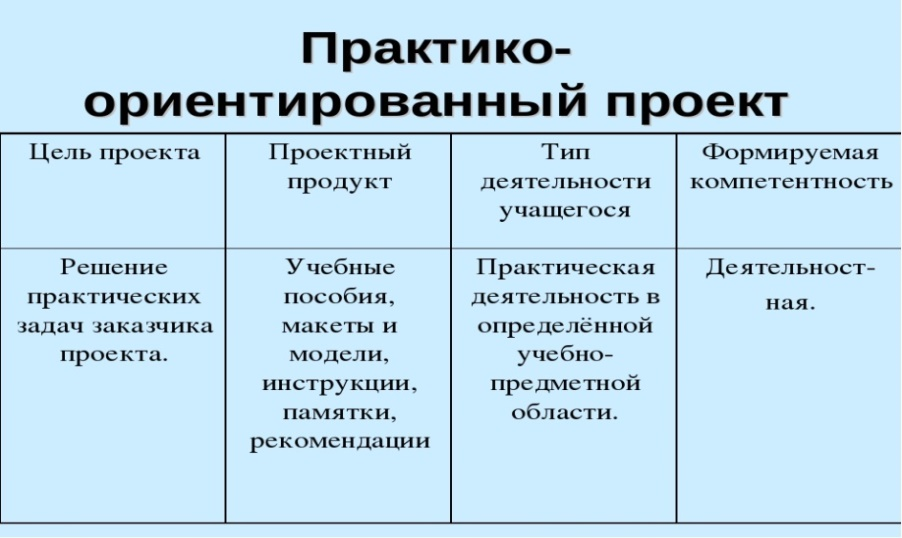 Практико-
ориентированный проект
Цель проекта
Проектный
продукт
Тип
деятельности
учащегося
Формируемая
компетентность
Решение
практических
задач заказчика
проекта.
Учебные
пособия,
макеты и
модели,
инструкции,
памятки,
рекомендации
Практическая
деятельность в
определённой
учебно-
предметной
области.
Деятельност-
ная.